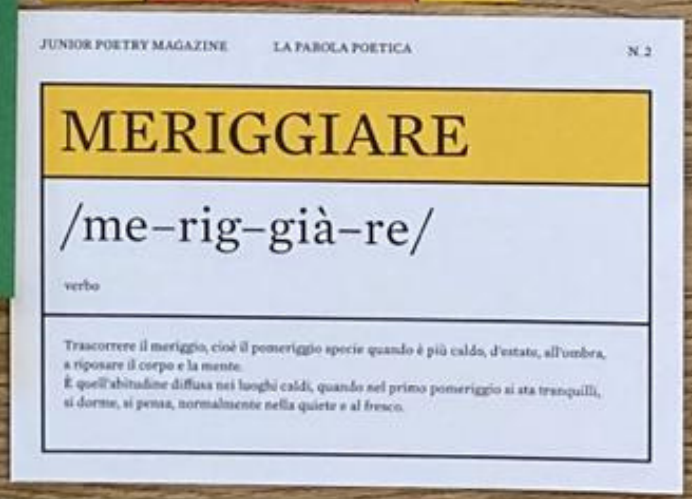 JUNIOR POETRY MAGAZINE LA PAROLA POETICA N. 2
MERIGGIARE
/me–rig–già–re/
verbo
Trascorrere il meriggio, cioè il pomeriggio specie quando è più caldo, d'estate, all'ombra,
a riposare il corpo e la mente.
È quell'abitudine diffusa nei luoghi caldi, quando nel primo pomeriggio si sta tranquilli,
si dorme, si pensa, normalmente nella quiete e al fresco.